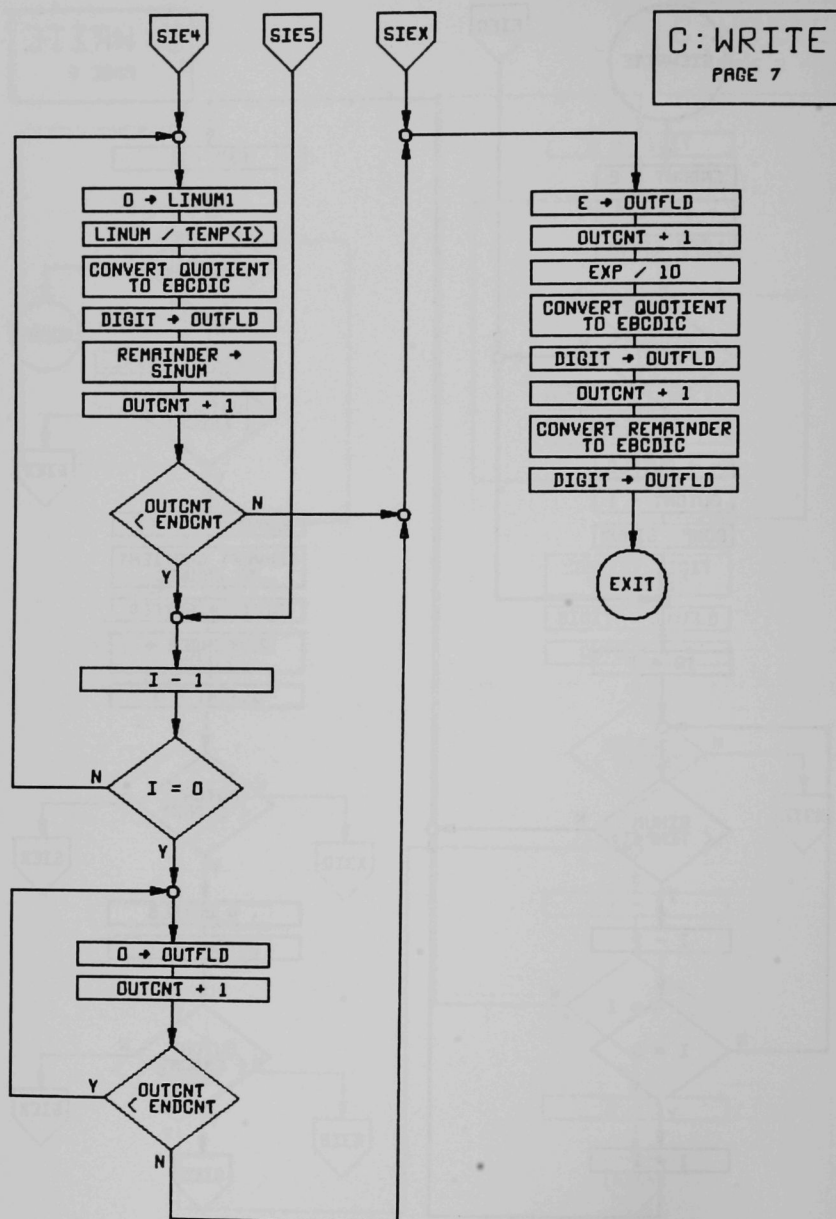 SIE4
SIE5
SIEX
C:WRITE
PAGE 7
0 → LINUM1
LINUM / TENP<I>
CONVERT QUOTIENT
TO EBCDIC
DIGIT → OUTFLD
REMAINDER →
SINUM
OUTCNT + 1
OUTCNT
< ENDCNT
N
Y
I - 1
I = 0
N
Y
0 → OUTFLD
OUTCNT + 1
OUTCNT
< ENDCNT
Y
N
E → OUTFLD
OUTCNT + 1
EXP / 10
CONVERT QUOTIENT
TO EBCDIC
DIGIT → OUTFLD
OUTCNT + 1
CONVERT REMAINDER
TO EBCDIC
DIGIT → OUTFLD
EXIT